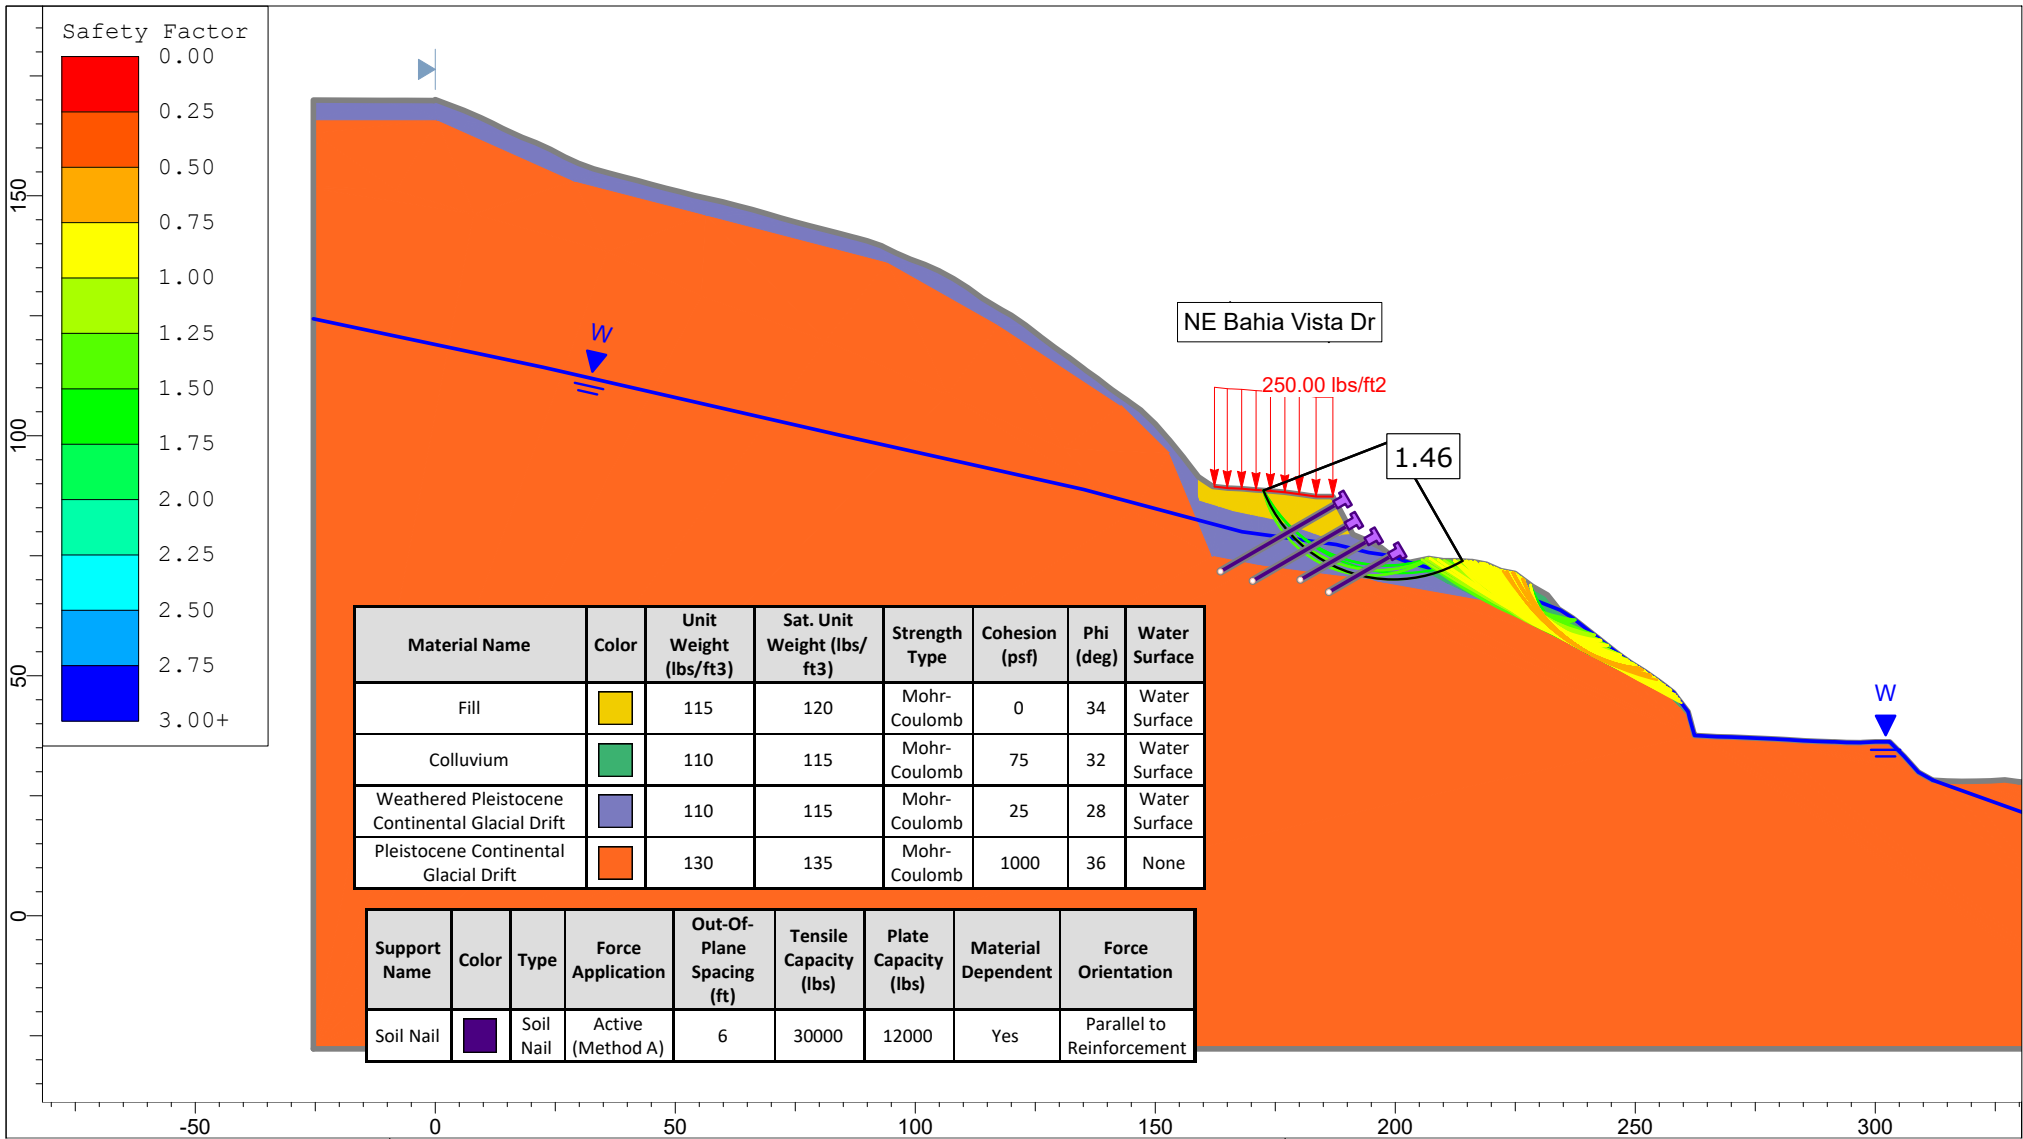 Safety Factor
0.00
0.25
0.50
0.75
1.00
1.25
1.50
1.75
2.00
2.25
2.50
2.75
3.00+
150
100
50
0
W
NE Bahia Vista Dr
250.00 lbs/ft2
1.46
W
Material Name Color Unit Weight (lbs/ft3) Sat. Unit Weight (lbs/ft3) Strength Type Cohesion (psf) Phi (deg) Water Surface
Fill 115 120 Mohr-Coulomb 0 34 Water Surface
Colluvium 110 115 Mohr-Coulomb 75 32 Water Surface
Weathered Pleistocene Continental Glacial Drift 110 115 Mohr-Coulomb 25 28 Water Surface
Pleistocene Continental Glacial Drift 130 135 Mohr-Coulomb 1000 36 None
Support Name Color Type Force Application Out-Of-Plane Spacing (ft) Tensile Capacity (lbs) Plate Capacity (lbs) Material Dependent Force Orientation
Soil Nail Soil Nail Active (Method A) 6 30000 12000 Yes Parallel to Reinforcement
-50 0 50 100 150 200 250 300